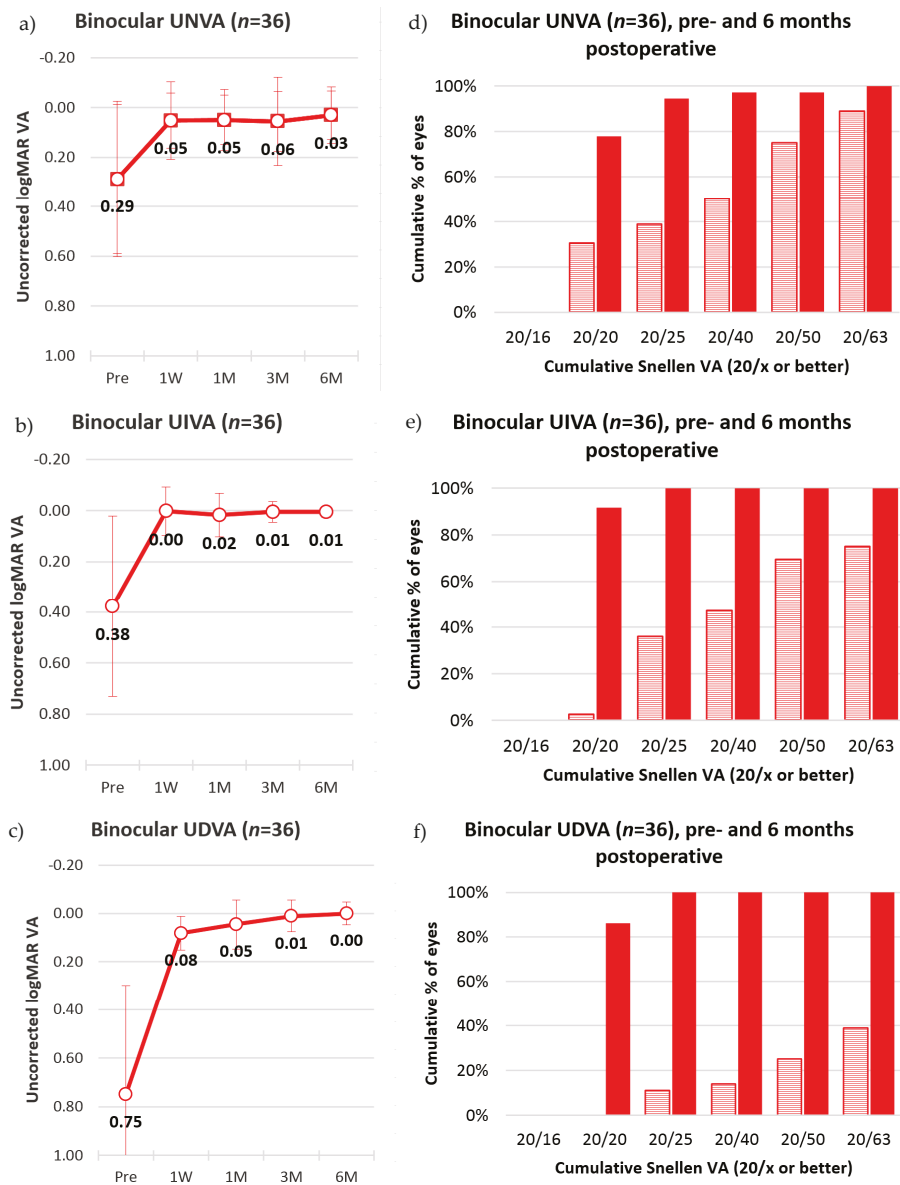 a)
Binocular UNVA (n=36)
Uncorrected logMAR VA
-0.20
0.00
0.20
0.40
0.60
0.80
1.00
0.29
0.05
0.05
0.06
0.03
Pre 1W 1M 3M 6M
d)
Binocular UNVA (n=36), pre- and 6 months
postoperative
Cumulative % of eyes
100%
80%
60%
40%
20%
0%
20/16 20/20 20/25 20/40 20/50 20/63
Cumulative Snellen VA (20/x or better)
b)
Binocular UIVA (n=36)
Uncorrected logMAR VA
-0.20
0.00
0.20
0.40
0.60
0.80
1.00
0.38
0.00
0.02
0.01
0.01
Pre 1W 1M 3M 6M
e)
Binocular UIVA (n=36), pre- and 6 months
postoperative
Cumulative % of eyes
100%
80%
60%
40%
20%
0%
20/16 20/20 20/25 20/40 20/50 20/63
Cumulative Snellen VA (20/x or better)
c)
Binocular UDVA (n=36)
Uncorrected logMAR VA
-0.20
0.00
0.20
0.40
0.60
0.80
1.00
0.75
0.08
0.05
0.01
0.00
Pre 1W 1M 3M 6M
f)
Binocular UDVA (n=36), pre- and 6 months
postoperative
Cumulative % of eyes
100%
80%
60%
40%
20%
0%
20/16 20/20 20/25 20/40 20/50 20/63
Cumulative Snellen VA (20/x or better)